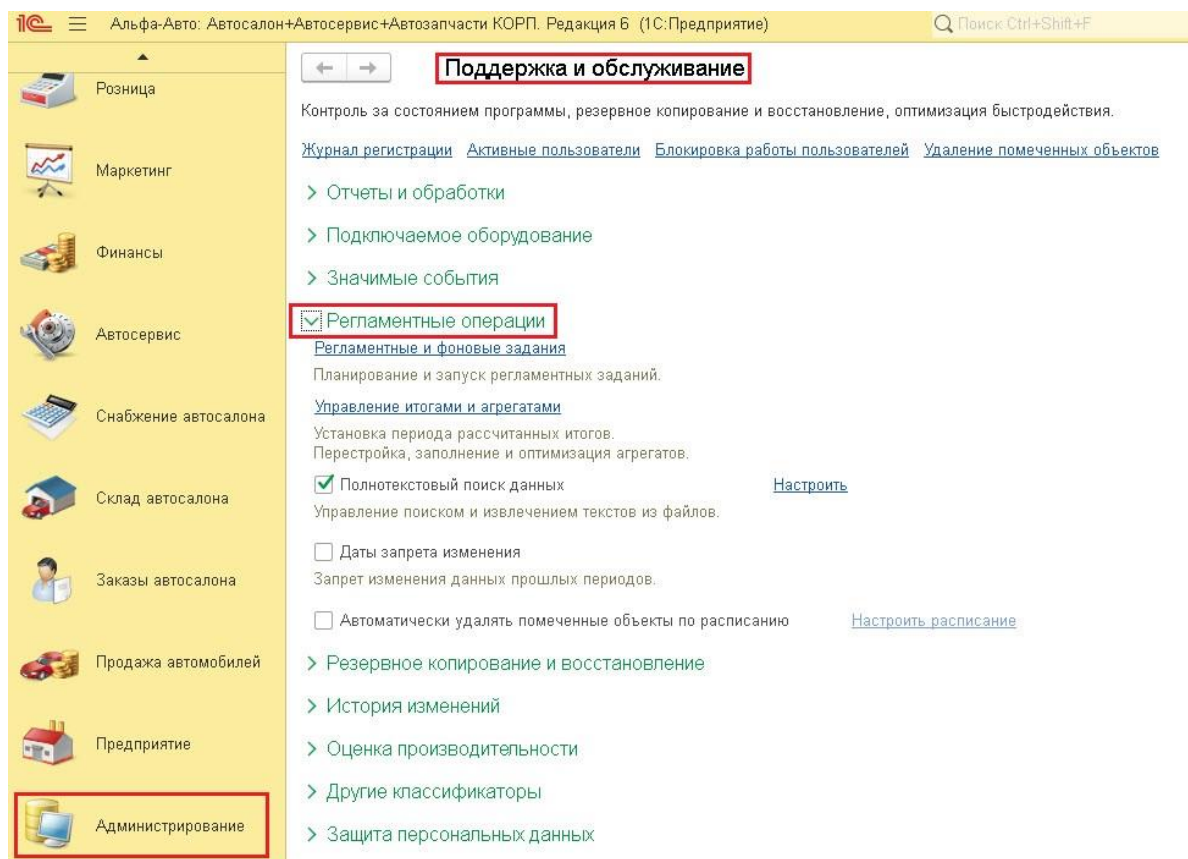 1С Альфа-Авто: Автосалон+Автосервис+Автозапчасти КОРП. Редакция 6 (1С:Предприятие) Поиск Ctrl+Shift+F
Розница
Маркетинг
Финансы
Автосервис
Снабжение автосалона
Склад автосалона
Заказы автосалона
Продажа автомобилей
Предприятие
Администрирование
Поддержка и обслуживание
Контроль за состоянием программы, резервное копирование и восстановление, оптимизация быстродействия.
Журнал регистрации Активные пользователи Блокировка работы пользователей Удаление помеченных объектов
Отчеты и обработки
Подключаемое оборудование
Значимые события
Регламентные операции
Регламентные и фоновые задания
Планирование и запуск регламентных заданий.
Управление итогами и агрегатами
Установка периода рассчитанных итогов.
Перестройка, заполнение и оптимизация агрегатов.
Полнотекстовый поиск данных Настроить
Управление поиском и извлечением текстов из файлов.
Даты запрета изменения
Запрет изменения данных прошлых периодов.
Автоматически удалять помеченные объекты по расписанию Настроить расписание
Резервное копирование и восстановление
История изменений
Оценка производительности
Другие классификаторы
Защита персональных данных